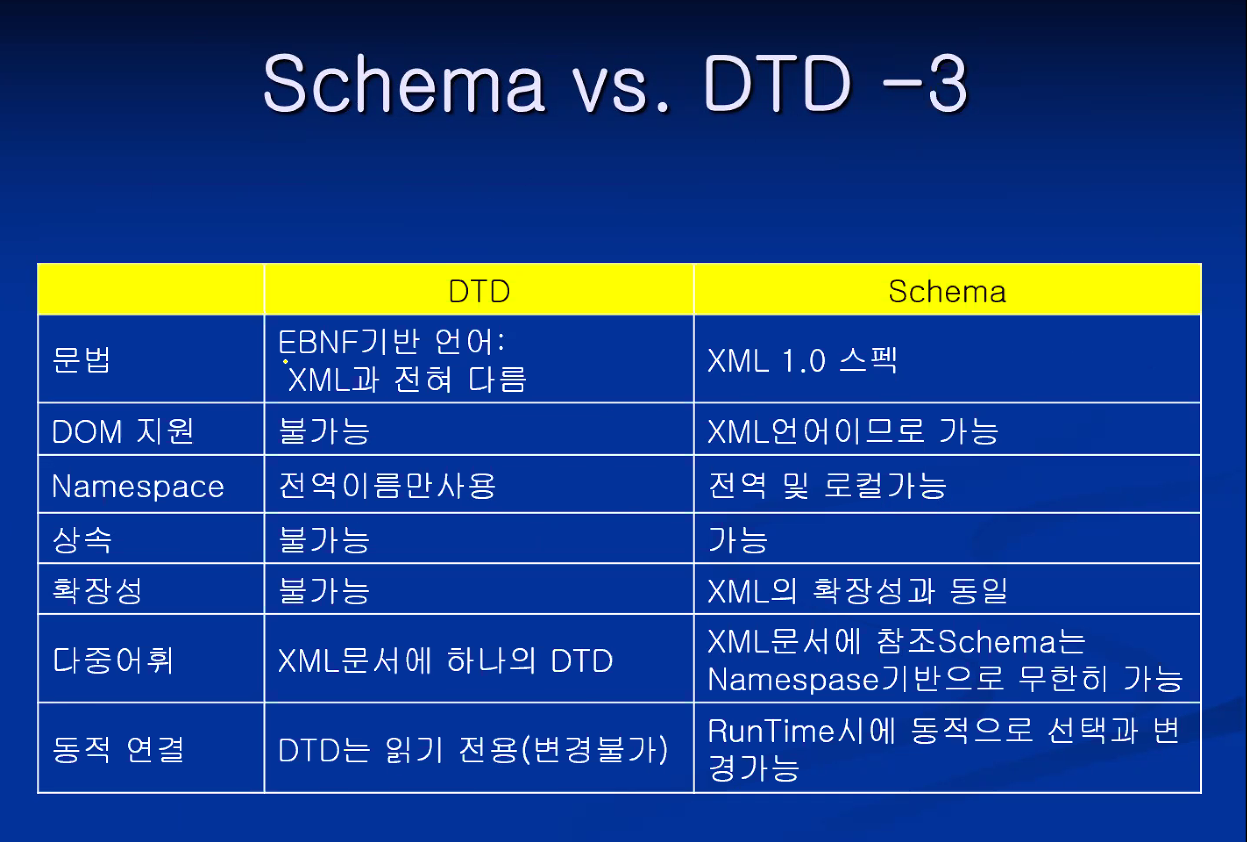 Schema vs. DTD -3
DTD
Schema
문법
EBNF기반 언어:
XML과 전혀 다름
XML 1.0 스펙
DOM 지원
불가능
XML언어이므로 가능
Namespace
전역이름만사용
전역 및 로컬가능
상속
불가능
가능
확장성
불가능
XML의 확장성과 동일
다중어휘
XML문서에 하나의 DTD
XML문서에 참조Schema는
Namespase기반으로 무한히 가능
동적 연결
DTD는 읽기 전용(변경불가)
RunTime시에 동적으로 선택과 변
경가능